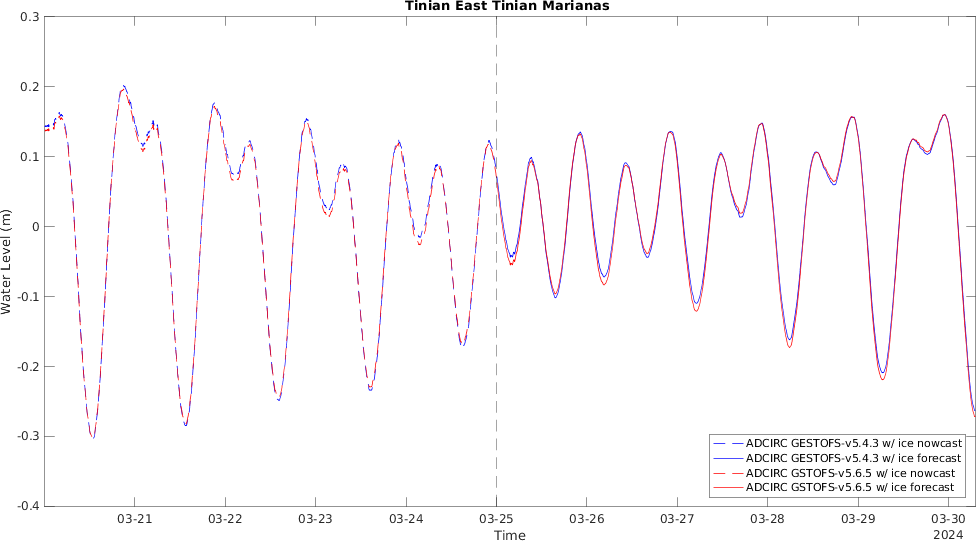 Tinian East Tinian Marianas
0.3
0.2
0.1
0
-0.1
-0.2
-0.3
-0.4
Water Level (m)
ADCIRC GESTOFS-v5.4.3 w/ ice nowcast
ADCIRC GESTOFS-v5.4.3 w/ ice forecast
ADCIRC GSTOFS-v5.6.5 w/ ice nowcast
ADCIRC GSTOFS-v5.6.5 w/ ice forecast
03-21 03-22 03-23 03-24 03-25 03-26 03-27 03-28 03-29 03-30
Time
2024